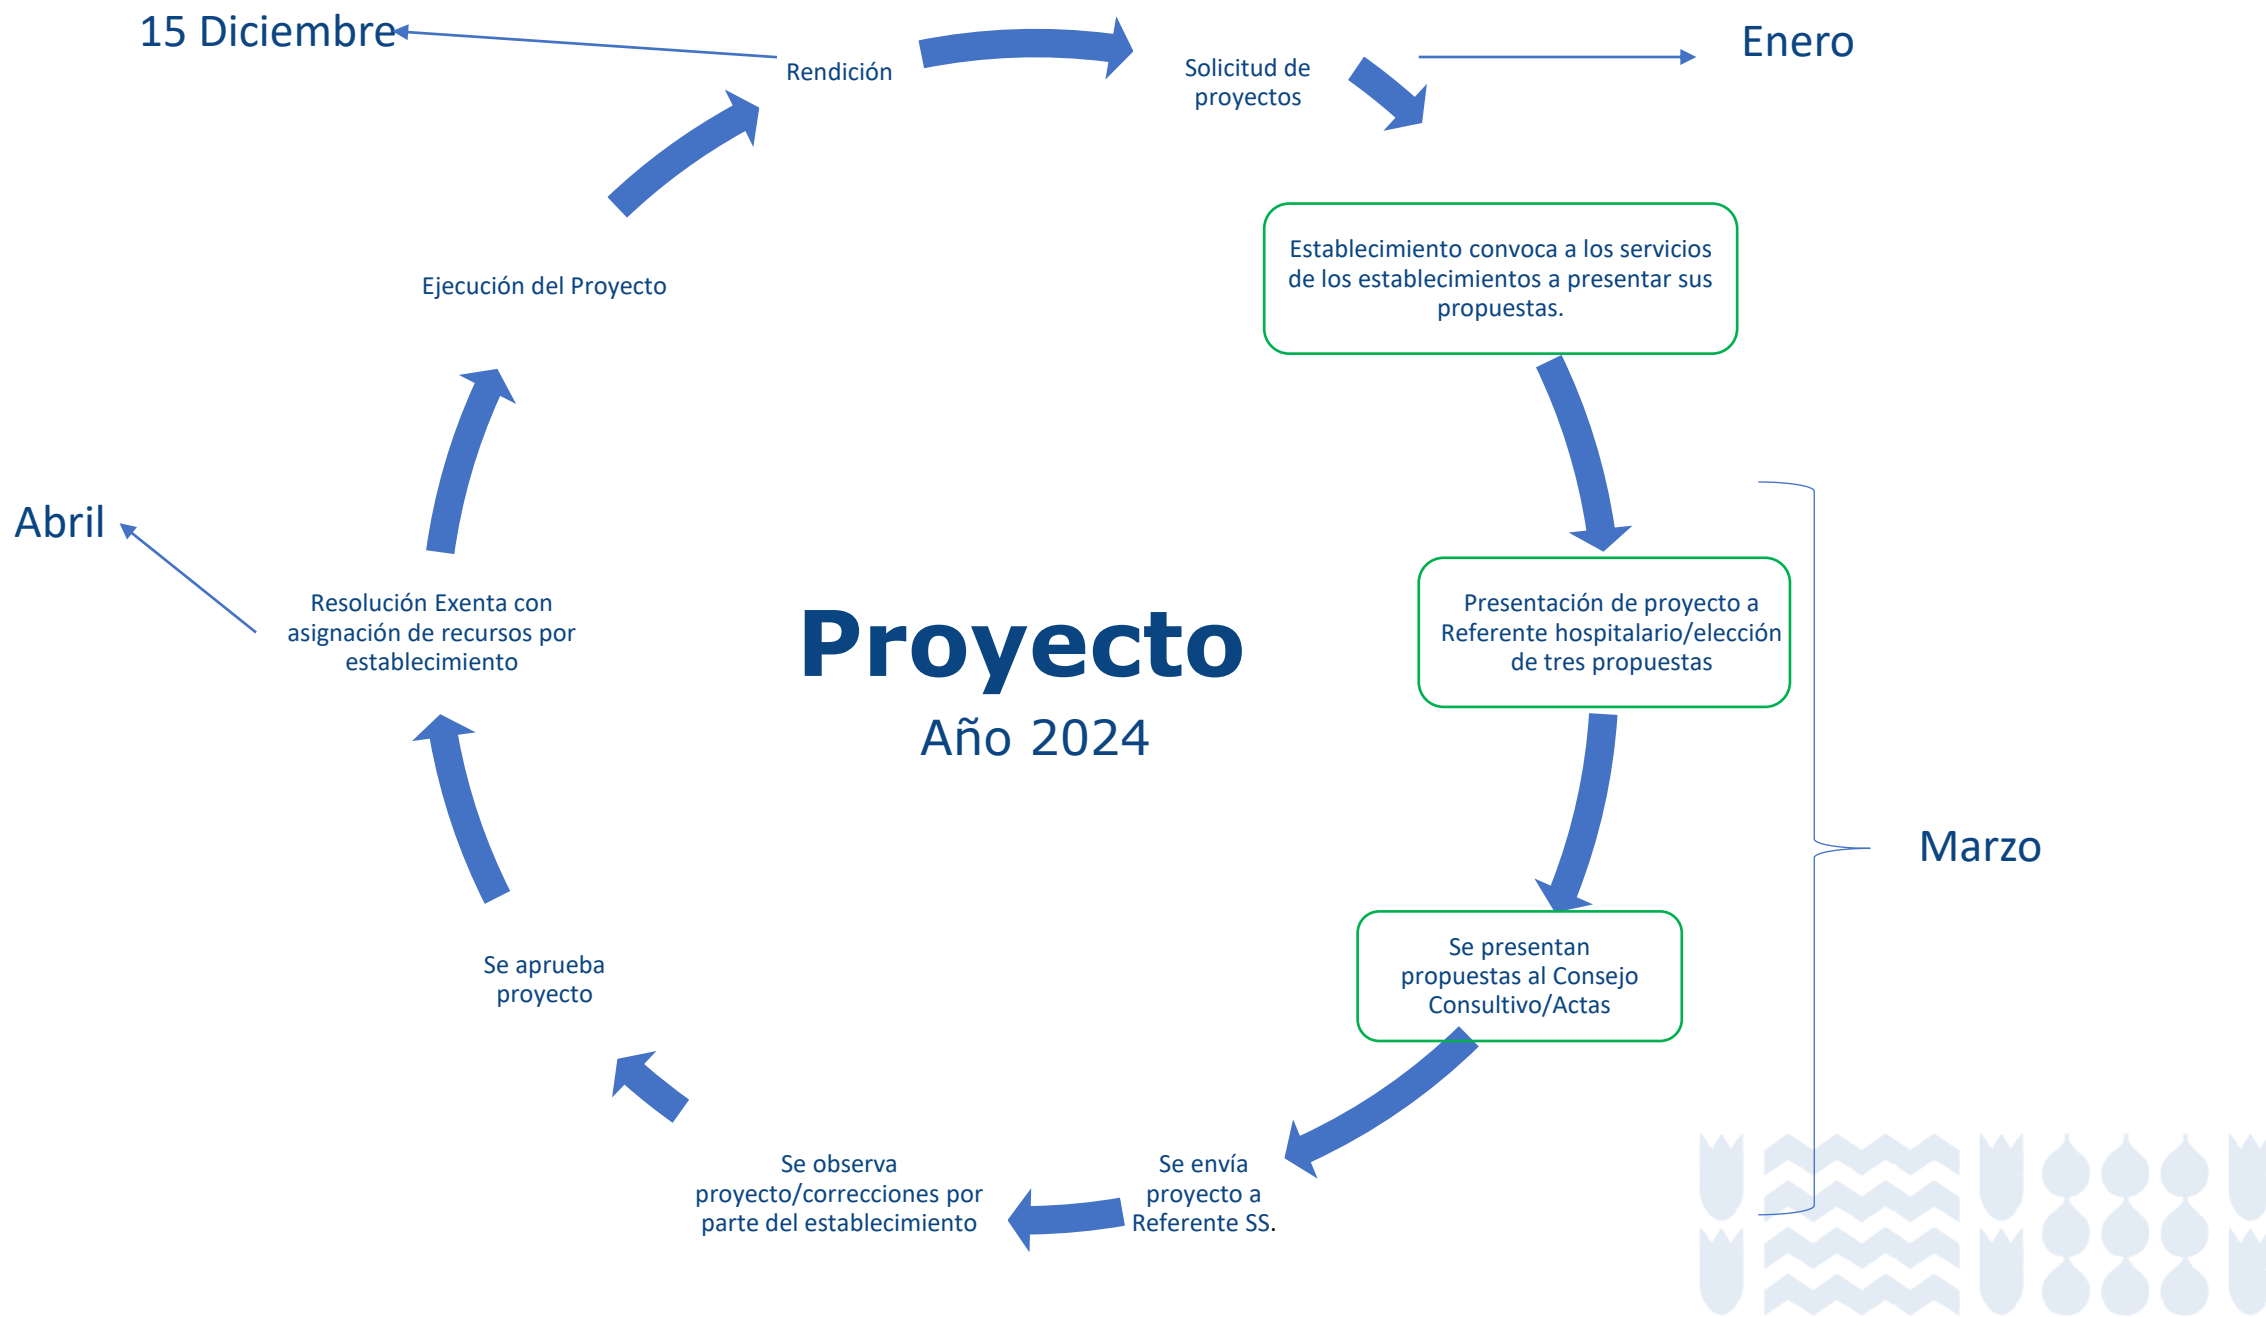 15 Diciembre
Rendición
Solicitud de
proyectos
Enero
Establecimiento convoca a los servicios
de los establecimientos a presentar sus
propuestas.
Ejecución del Proyecto
Abril
Resolución Exenta con
asignación de recursos por
establecimiento
Proyecto
Año 2024
Presentación de proyecto a
Referente hospitalario/elección
de tres propuestas
Marzo
Se presentan
propuestas al Consejo
Consultivo/Actas
Se aprueba
proyecto
Se observa
proyecto/correcciones por
parte del establecimiento
Se envía
proyecto a
Referente SS.